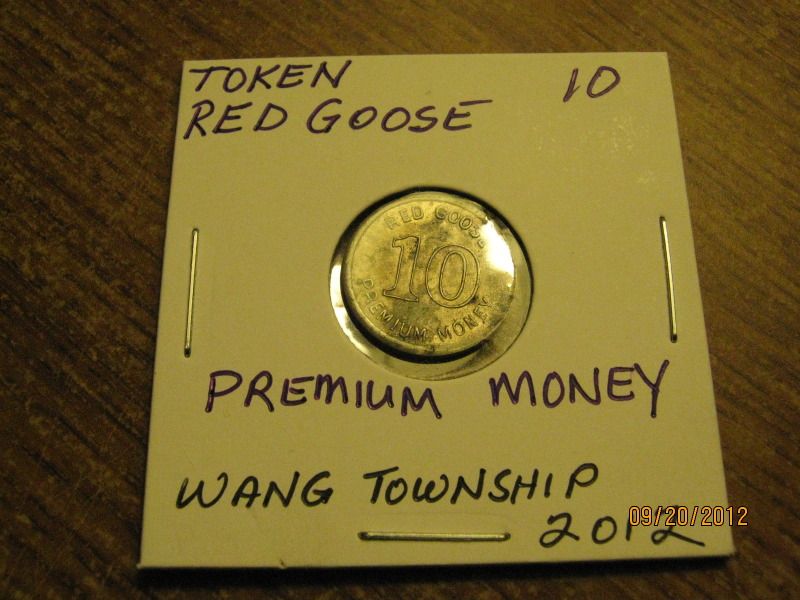 TOKEN 10
RED GOOSE
RED GOOSE
10
PREMIUM MONEY
PREMIUM MONEY
WANG TOWNSHIP
2012
09/20/2012